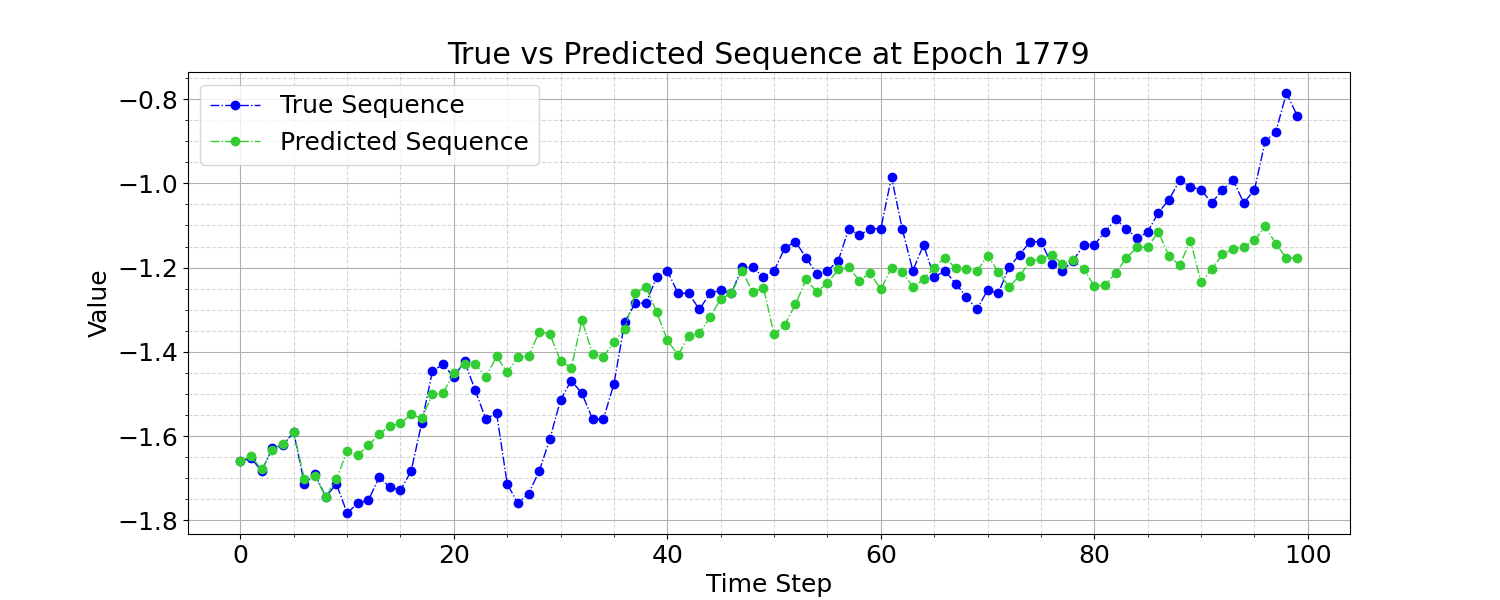 True vs Predicted Sequence at Epoch 1779
True Sequence
Predicted Sequence
−0.8
−1.0
−1.2
−1.4
−1.6
−1.8
Value
0 20 40 60 80 100
Time Step